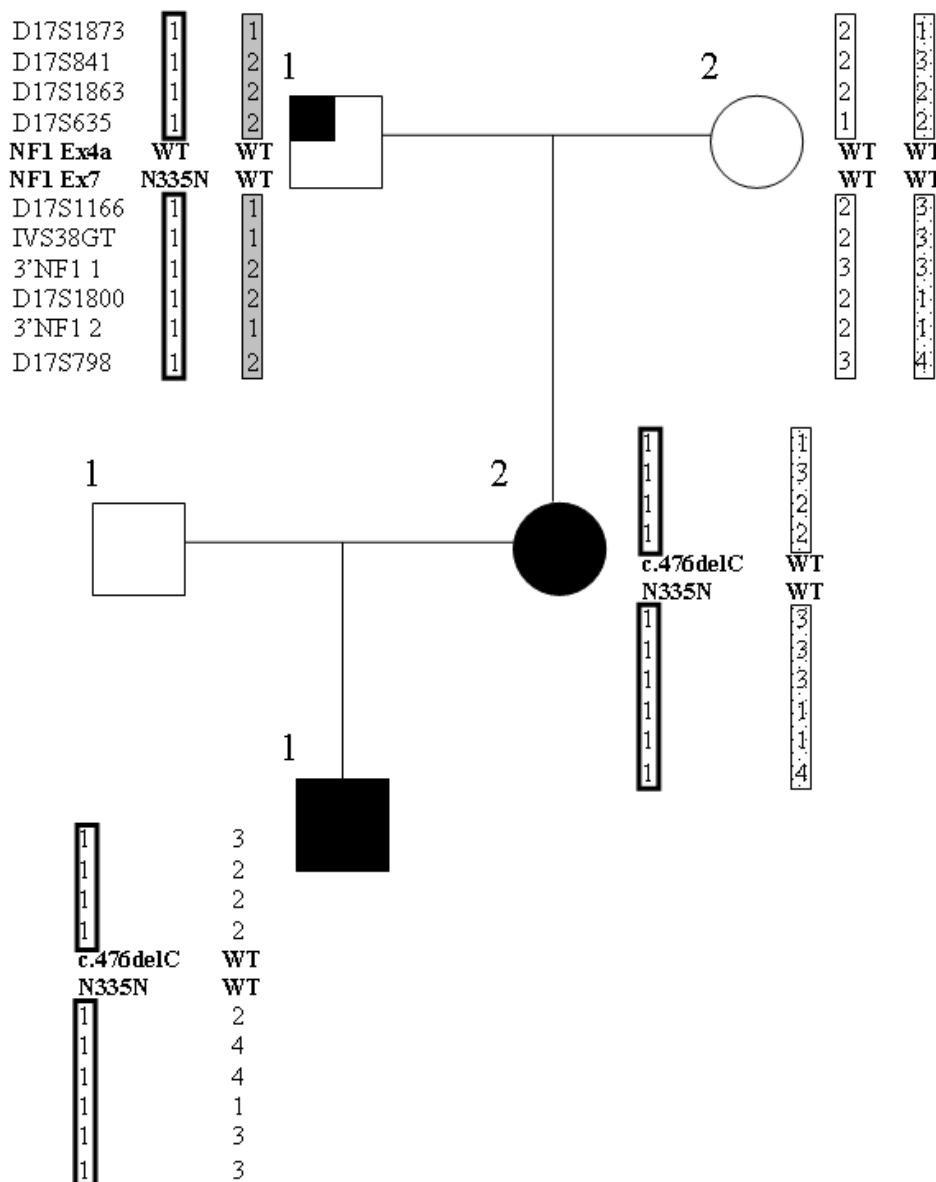 D17S1873 1 1 2 1
D17S841 1 2 1 2 2 3
D17S1863 1 2 2 2
D17S635 1 2 1 2
NF1 Ex4a WT WT WT WT
NF1 Ex7 N335N WT WT WT
D17S1166 1 1 2 3
IVS38GT 1 1 2 3
3'NF1 1 1 2 3 3
D17S1800 1 2 2 1
3'NF1 2 1 1 2 1
D17S798 1 2 3 4
1 2
1 1
1 3
1 2
1 2
c.476delC WT
N335N WT
1 3
1 3
1 3
1 1
1 1
1 4
1
1 3
1 2
1 2
1 2
c.476delC WT
N335N WT
1 2
1 4
1 4
1 1
1 3
1 3